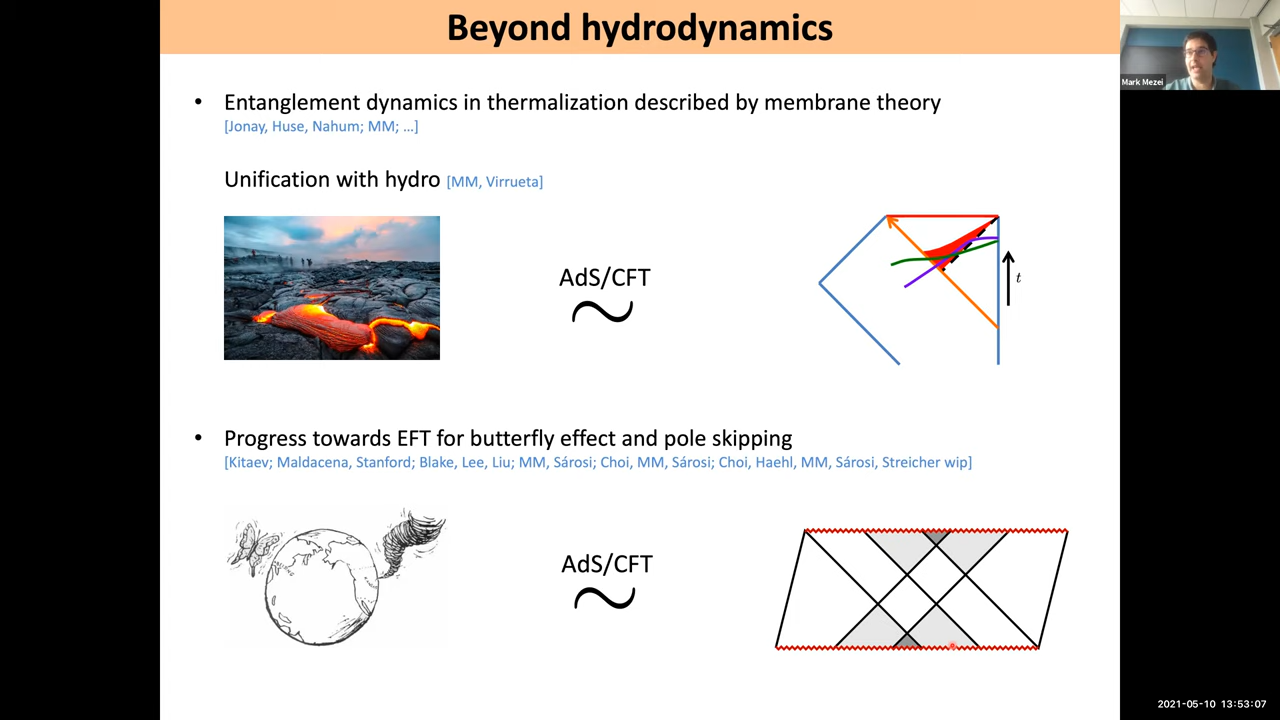 Beyond hydrodynamics
Mark Mezei
• Entanglement dynamics in thermalization described by membrane theory
[Jonay, Huse, Nahum; MM; ...]
Unification with hydro [MM, Virrueta]
AdS/CFT
t
• Progress towards EFT for butterfly effect and pole skipping
[Kitaev; Maldacena, Stanford; Blake, Lee, Liu; MM, Sárosi; Choi, MM, Sárosi; Choi, Haehl, MM, Sárosi, Streicher wip]
AdS/CFT
2021-05-10 13:53:07